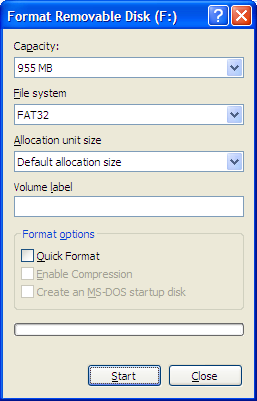 Format Removable Disk (F:)
Capacity:
955 MB
File system
FAT32
Allocation unit size
Default allocation size
Volume label
Format options
Quick Format
Enable Compression
Create an MS-DOS startup disk
Start
Close